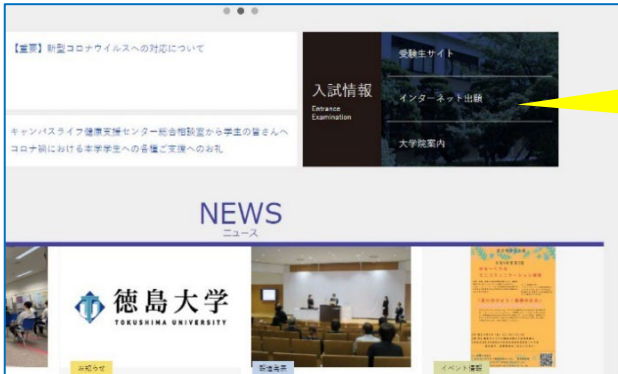 【重要】新型コロナウイルスへの対応について
キャンパスライフ健康支援センター総合相談室から学生の皆さんへ
コロナ禍における本学学生への各種ご支援へのお礼
入試情報
Entrance
Examination
受験生サイト
インターネット出願
大学院案内
NEWS
ニュース
徳島大学
TOKUSHIMA UNIVERSITY
お知らせ
報道発表
イベント情報